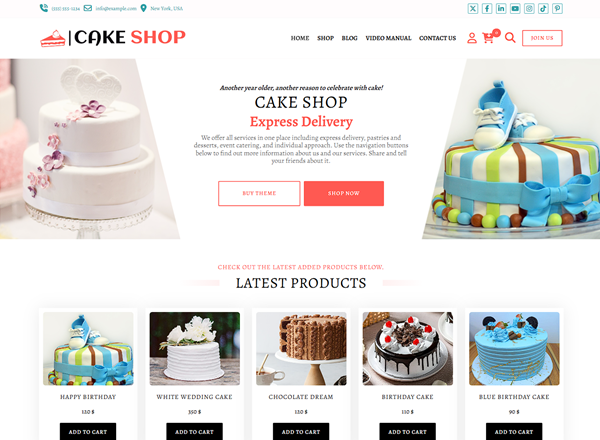 (555) 555-1234 info@example.com New York, USA
CAKE SHOP
HOME SHOP BLOG VIDEO MANUAL CONTACT US
0
JOIN US
Another year older, another reason to celebrate with cake!
CAKE SHOP
Express Delivery
We offer all services in one place including express delivery, pastries and
desserts, event catering, and individual approach. Use the navigation buttons
below to find out more information about us and our services. Share and tell
your friends about it.
BUY THEME SHOP NOW
CHECK OUT THE LATEST ADDED PRODUCTS BELOW.
LATEST PRODUCTS
HAPPY BIRTHDAY WHITE WEDDING CAKE CHOCOLATE DREAM BIRTHDAY CAKE BLUE BIRTHDAY CAKE
120 $ 350 $ 120 $ 110 $ 90 $
ADD TO CART ADD TO CART ADD TO CART ADD TO CART ADD TO CART